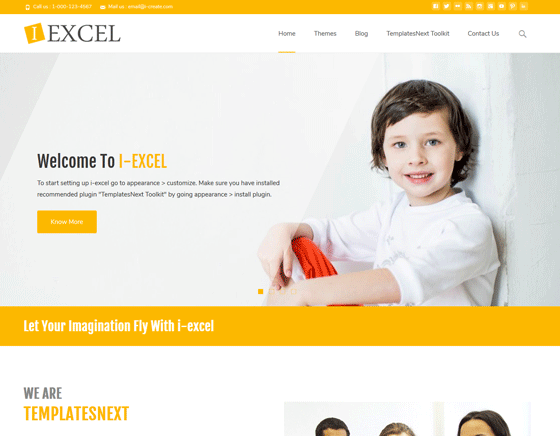 Call us : 1-000-123-4567 Mail us : email@i-create.com
I EXCEL
Home Themes Blog TemplatesNext Toolkit Contact Us
Welcome To I-EXCEL
To start setting up i-excel go to appearance > customize. Make sure you have installed
recommended plugin "TemplatesNext Toolkit" by going appearance > install plugin.
Know More
Let Your Imagination Fly With i-excel
WE ARE
TEMPLATESNEXT